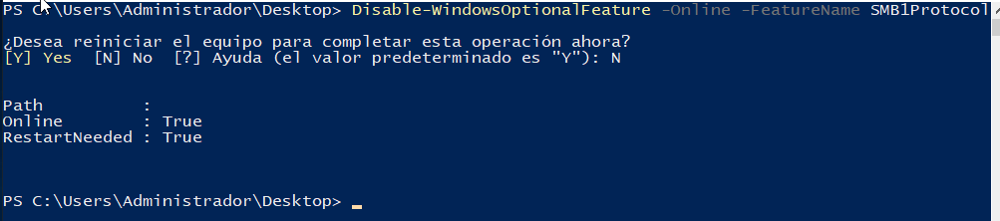 PS C:\Users\Administrador\Desktop> Disable-WindowsOptionalFeature -Online -FeatureName SMB1Protocol
¿Desea reiniciar el equipo para completar esta operación ahora?
[Y] Yes  [N] No  [?] Ayuda (el valor predeterminado es "Y"): N
Path          :
Online        : True
RestartNeeded : True
PS C:\Users\Administrador\Desktop>